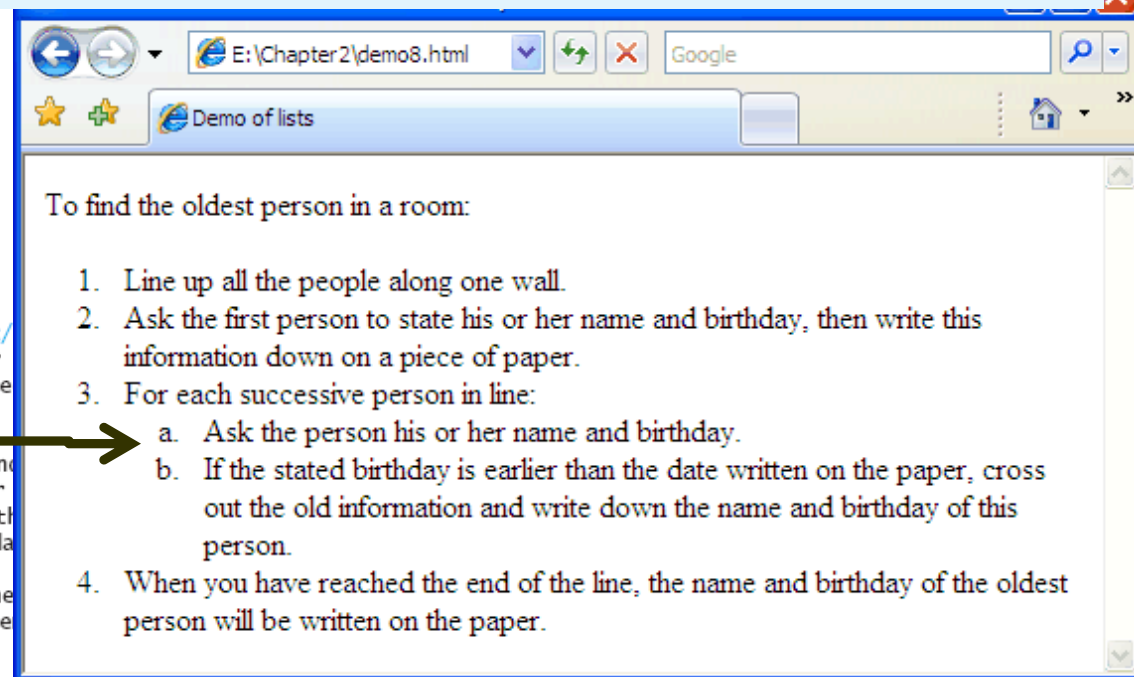 E:\Chapter2\demo8.html
Google
Demo of lists
To find the oldest person in a room:
1. Line up all the people along one wall.
2. Ask the first person to state his or her name and birthday, then write this
information down on a piece of paper.
3. For each successive person in line:
a. Ask the person his or her name and birthday.
b. If the stated birthday is earlier than the date written on the paper, cross
out the old information and write down the name and birthday of this
person.
4. When you have reached the end of the line, the name and birthday of the oldest
person will be written on the paper.